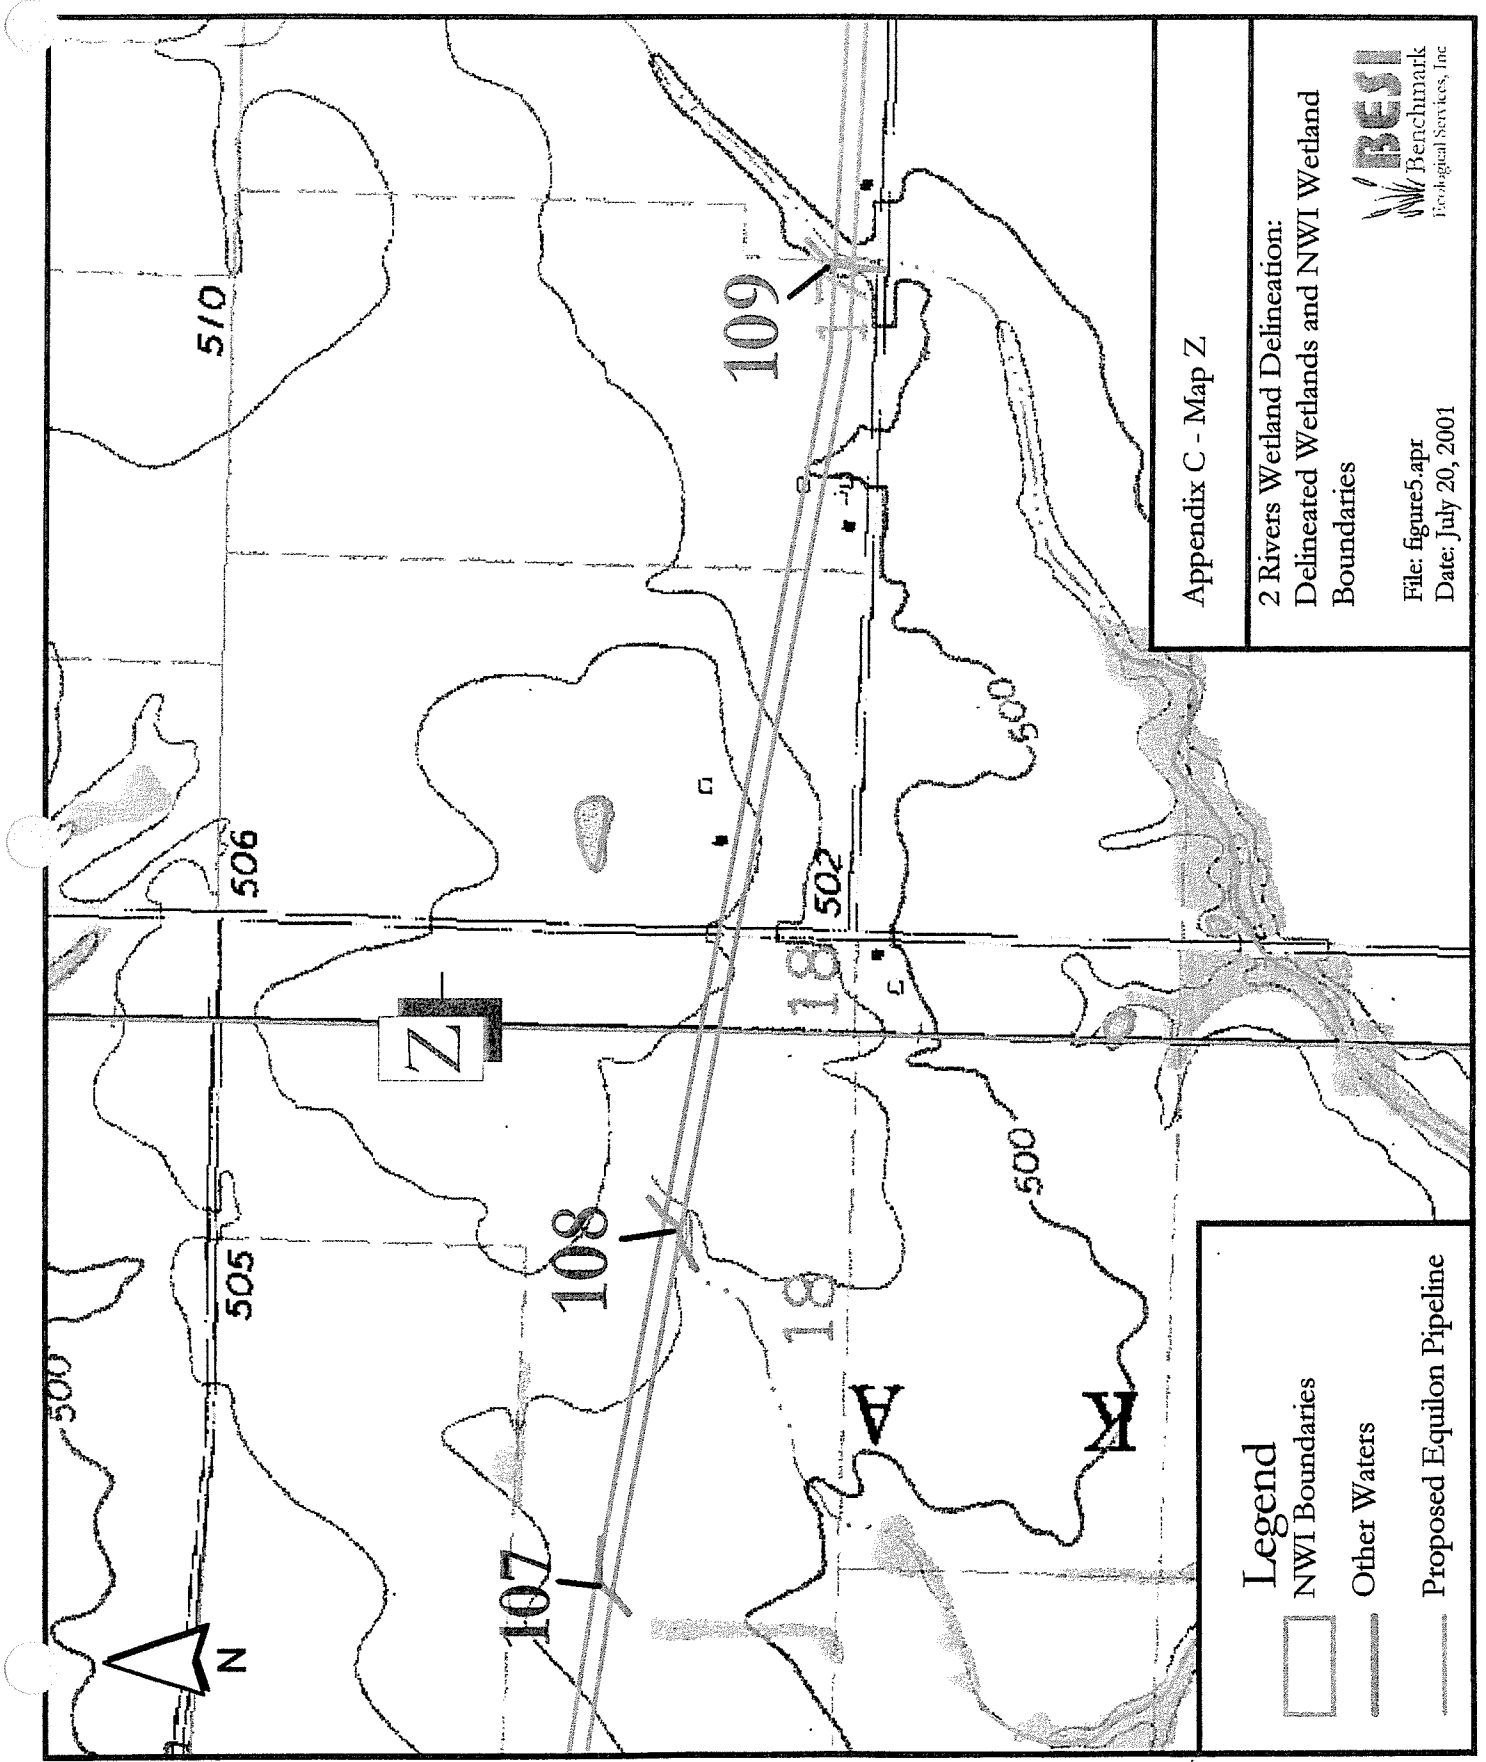 500
505
506
510
N
Z
107
108
109
18
18
17
502
500
500
A
K
Legend
NWI Boundaries
Other Waters
Proposed Equilon Pipeline
Appendix C - Map Z
2 Rivers Wetland Delineation:
Delineated Wetlands and NWI Wetland
Boundaries
File: figure5.apr
Date: July 20, 2001
BESI
Benchmark
Ecological Services, Inc